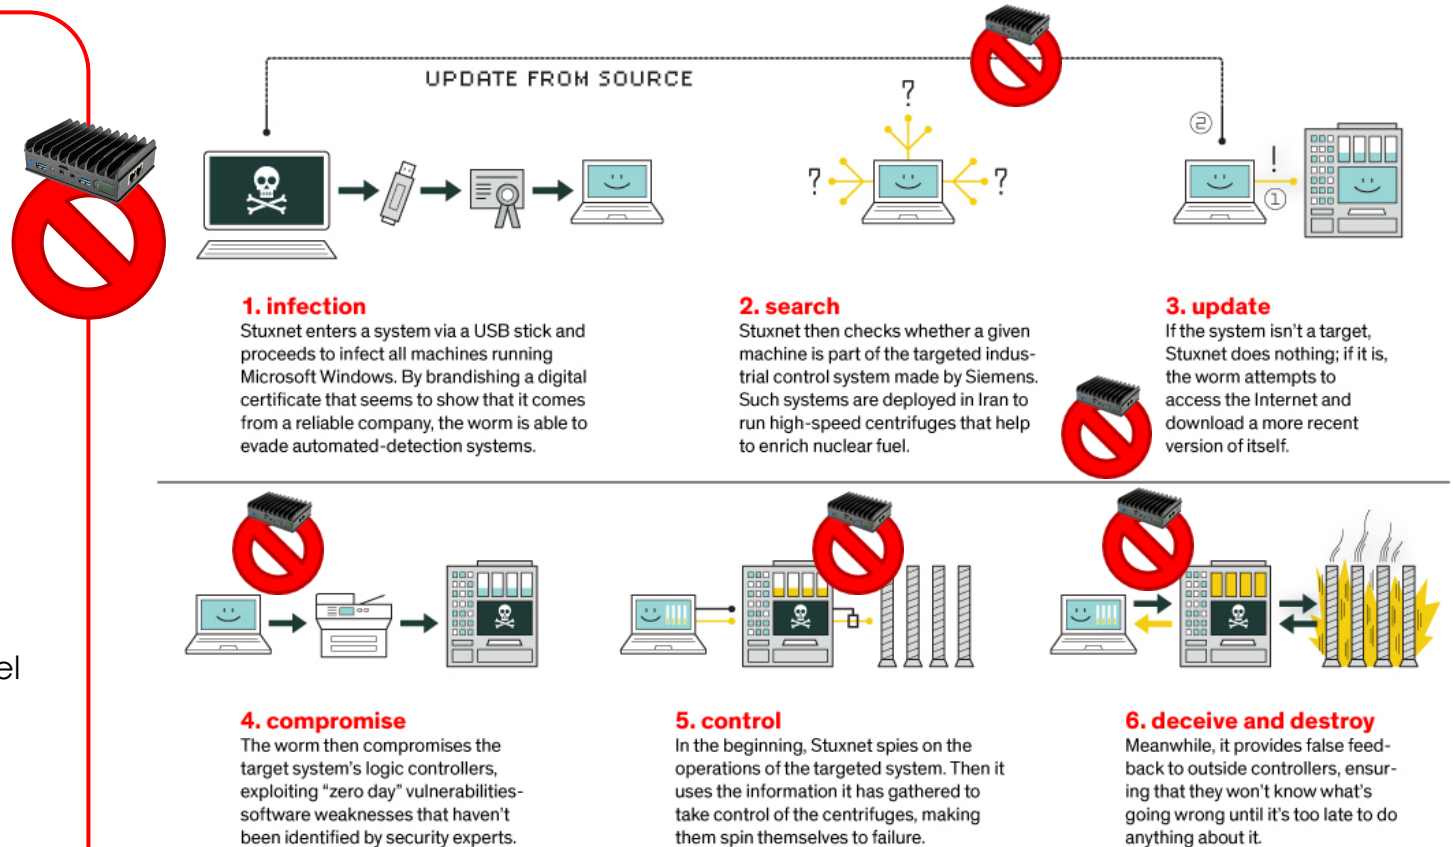 UPDATE FROM SOURCE
?
?
?
2
!
1
1. infection
Stuxnet enters a system via a USB stick and
proceeds to infect all machines running
Microsoft Windows. By brandishing a digital
certificate that seems to show that it comes
from a reliable company, the worm is able to
evade automated-detection systems.
2. search
Stuxnet then checks whether a given
machine is part of the targeted indus-
trial control system made by Siemens.
Such systems are deployed in Iran to
run high-speed centrifuges that help
to enrich nuclear fuel.
3. update
If the system isn't a target,
Stuxnet does nothing; if it is,
the worm attempts to
access the Internet and
download a more recent
version of itself.
el
4. compromise
The worm then compromises the
target system's logic controllers,
exploiting "zero day" vulnerabilities-
software weaknesses that haven't
been identified by security experts.
5. control
In the beginning, Stuxnet spies on the
operations of the targeted system. Then it
uses the information it has gathered to
take control of the centrifuges, making
them spin themselves to failure.
6. deceive and destroy
Meanwhile, it provides false feed-
back to outside controllers, ensur-
ing that they won't know what's
going wrong until it's too late to do
anything about it.